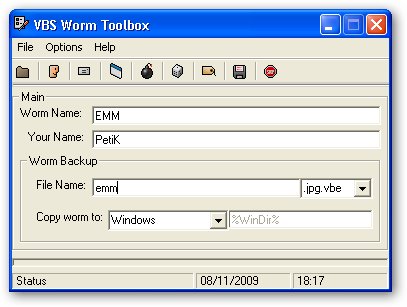 VBS Worm Toolbox
File Options Help
Main
Worm Name: EMM
Your Name: PetiK
Worm Backup
File Name: emm .jpg.vbe
Copy worm to: Windows %WinDir%
Status 08/11/2009 18:17